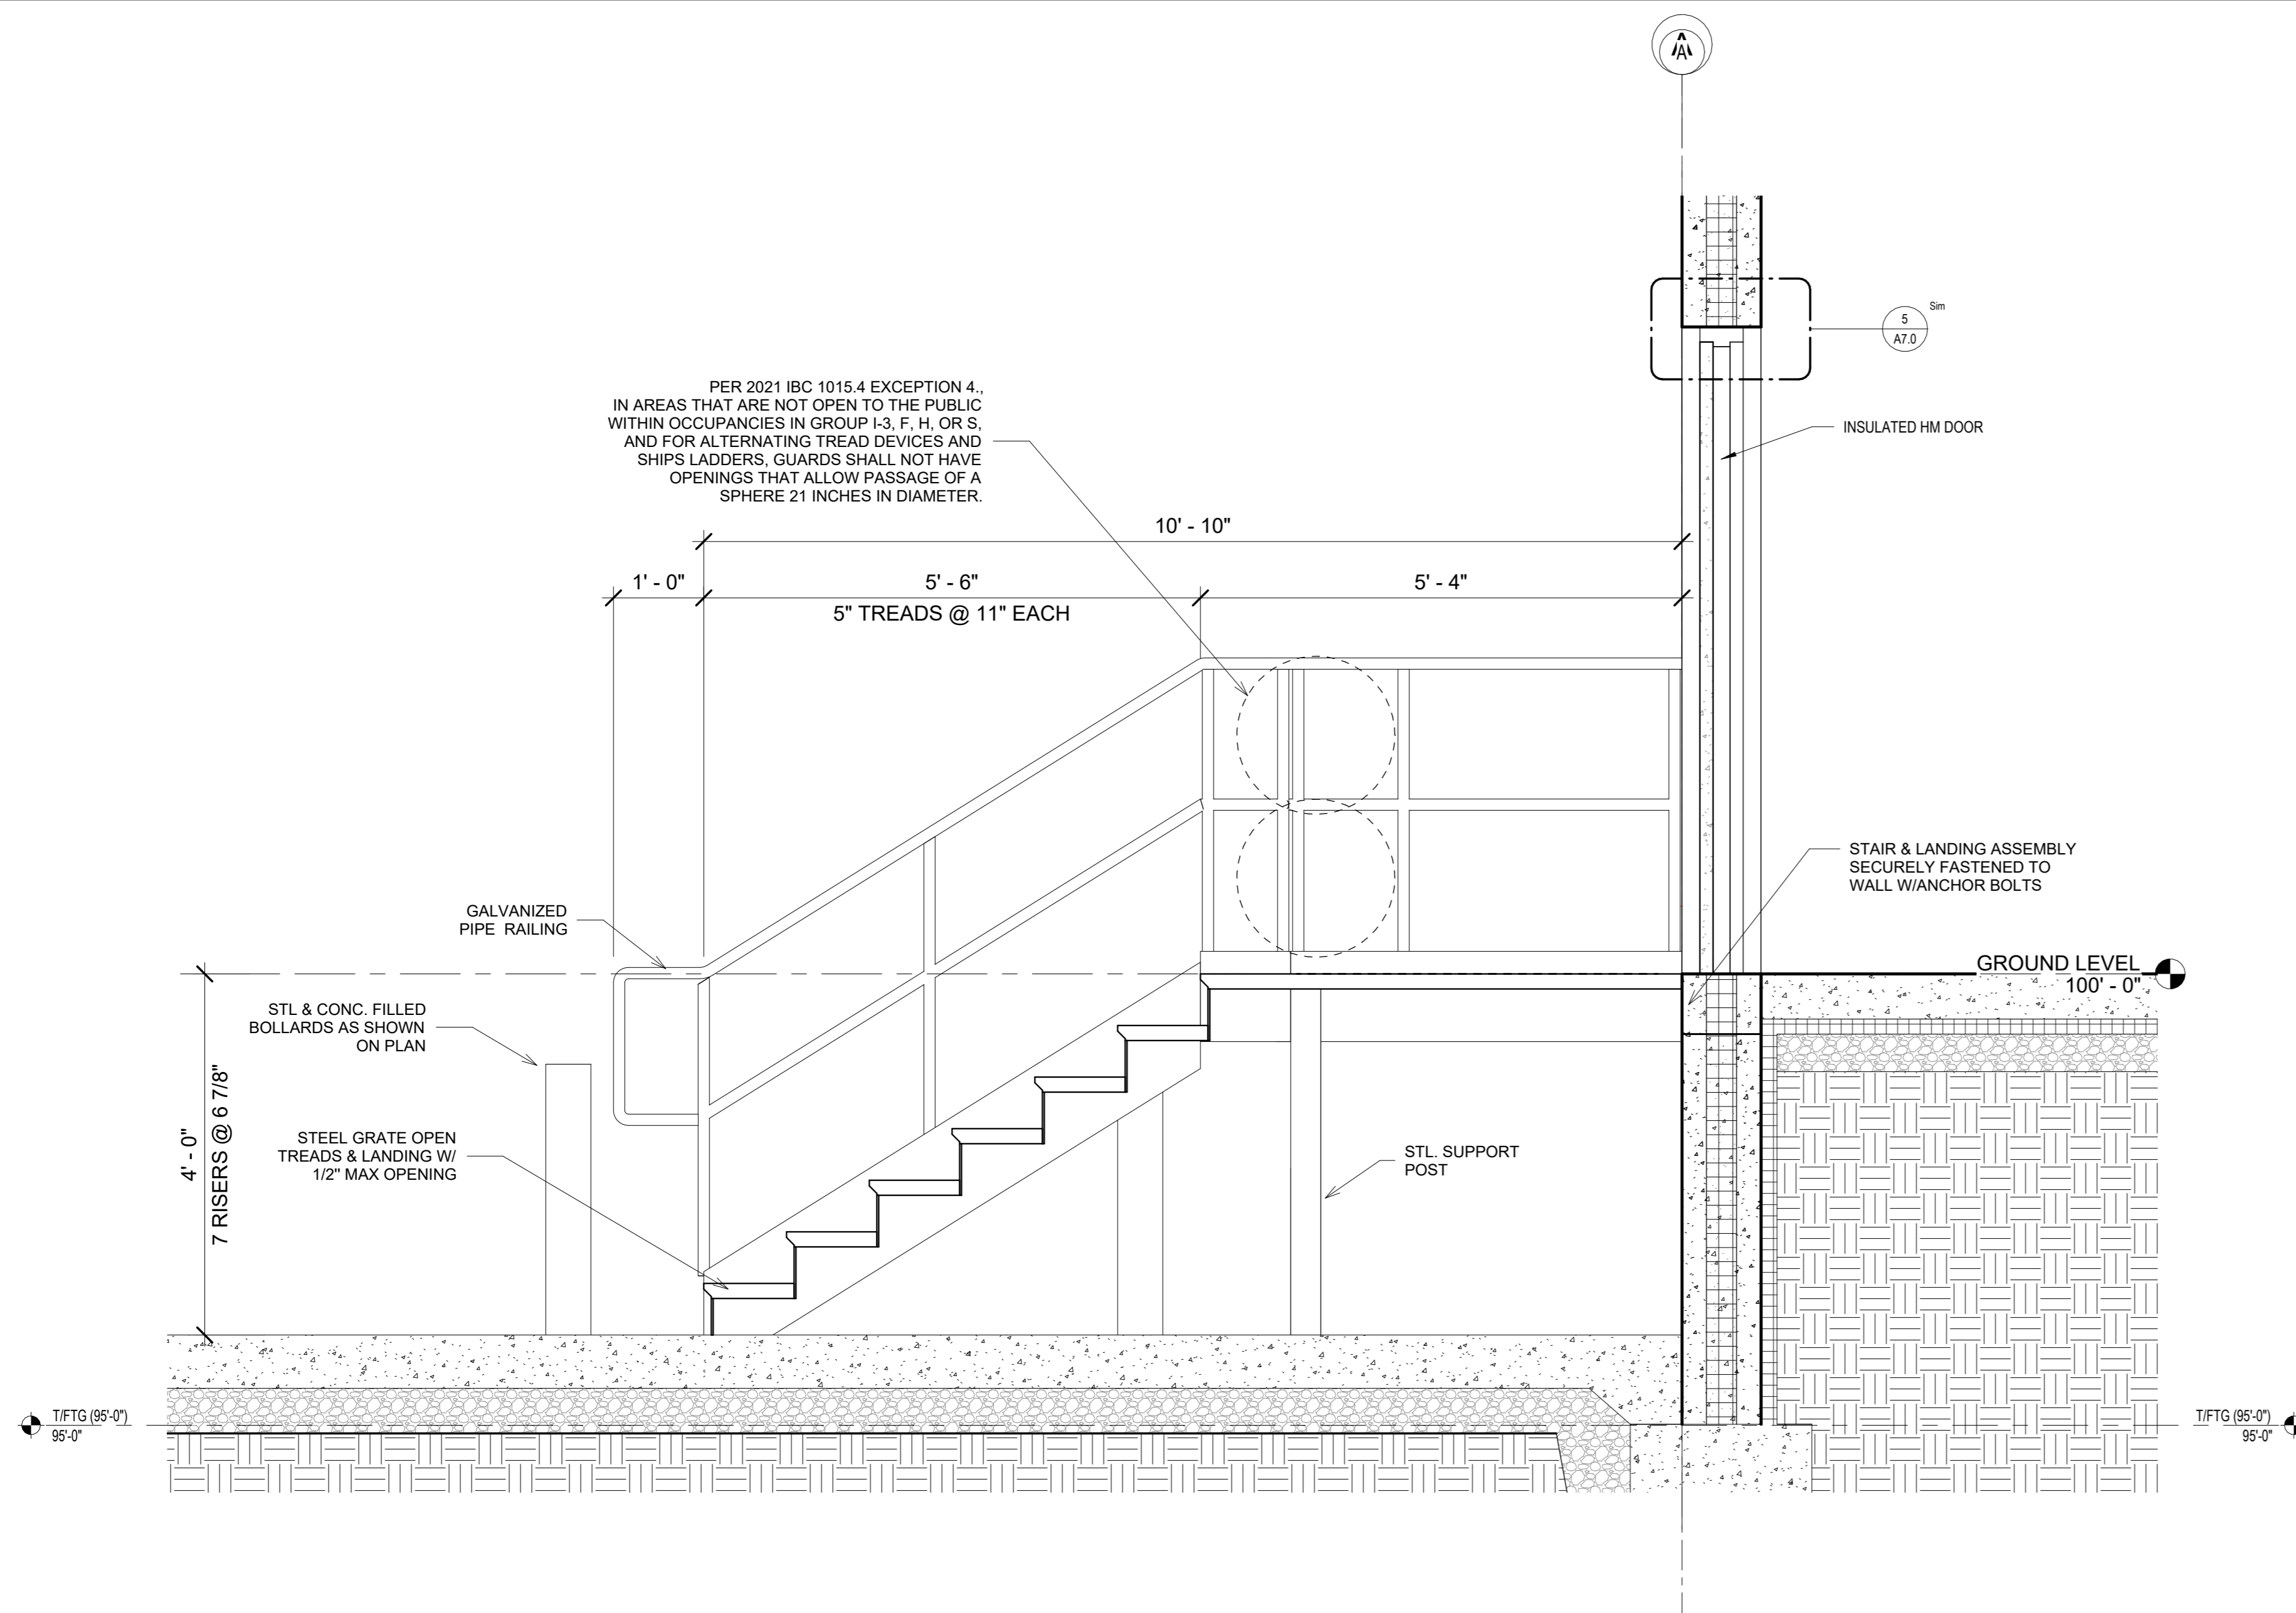 A
5
Sim
A7.0
PER 2021 IBC 1015.4 EXCEPTION 4.,
IN AREAS THAT ARE NOT OPEN TO THE PUBLIC
WITHIN OCCUPANCIES IN GROUP I-3, F, H, OR S,
AND FOR ALTERNATING TREAD DEVICES AND
SHIPS LADDERS, GUARDS SHALL NOT HAVE
OPENINGS THAT ALLOW PASSAGE OF A
SPHERE 21 INCHES IN DIAMETER.
INSULATED HM DOOR
10' - 10"
1' - 0"
5' - 6"
5' - 4"
5" TREADS @ 11" EACH
STAIR & LANDING ASSEMBLY
SECURELY FASTENED TO
WALL W/ANCHOR BOLTS
GALVANIZED
PIPE RAILING
GROUND LEVEL
100' - 0"
STL & CONC. FILLED
BOLLARDS AS SHOWN
ON PLAN
4' - 0"
7 RISERS @ 6 7/8"
STEEL GRATE OPEN
TREADS & LANDING W/
1/2" MAX OPENING
STL. SUPPORT
POST
T/FTG (95'-0")
95'-0"
T/FTG (95'-0")
95'-0"